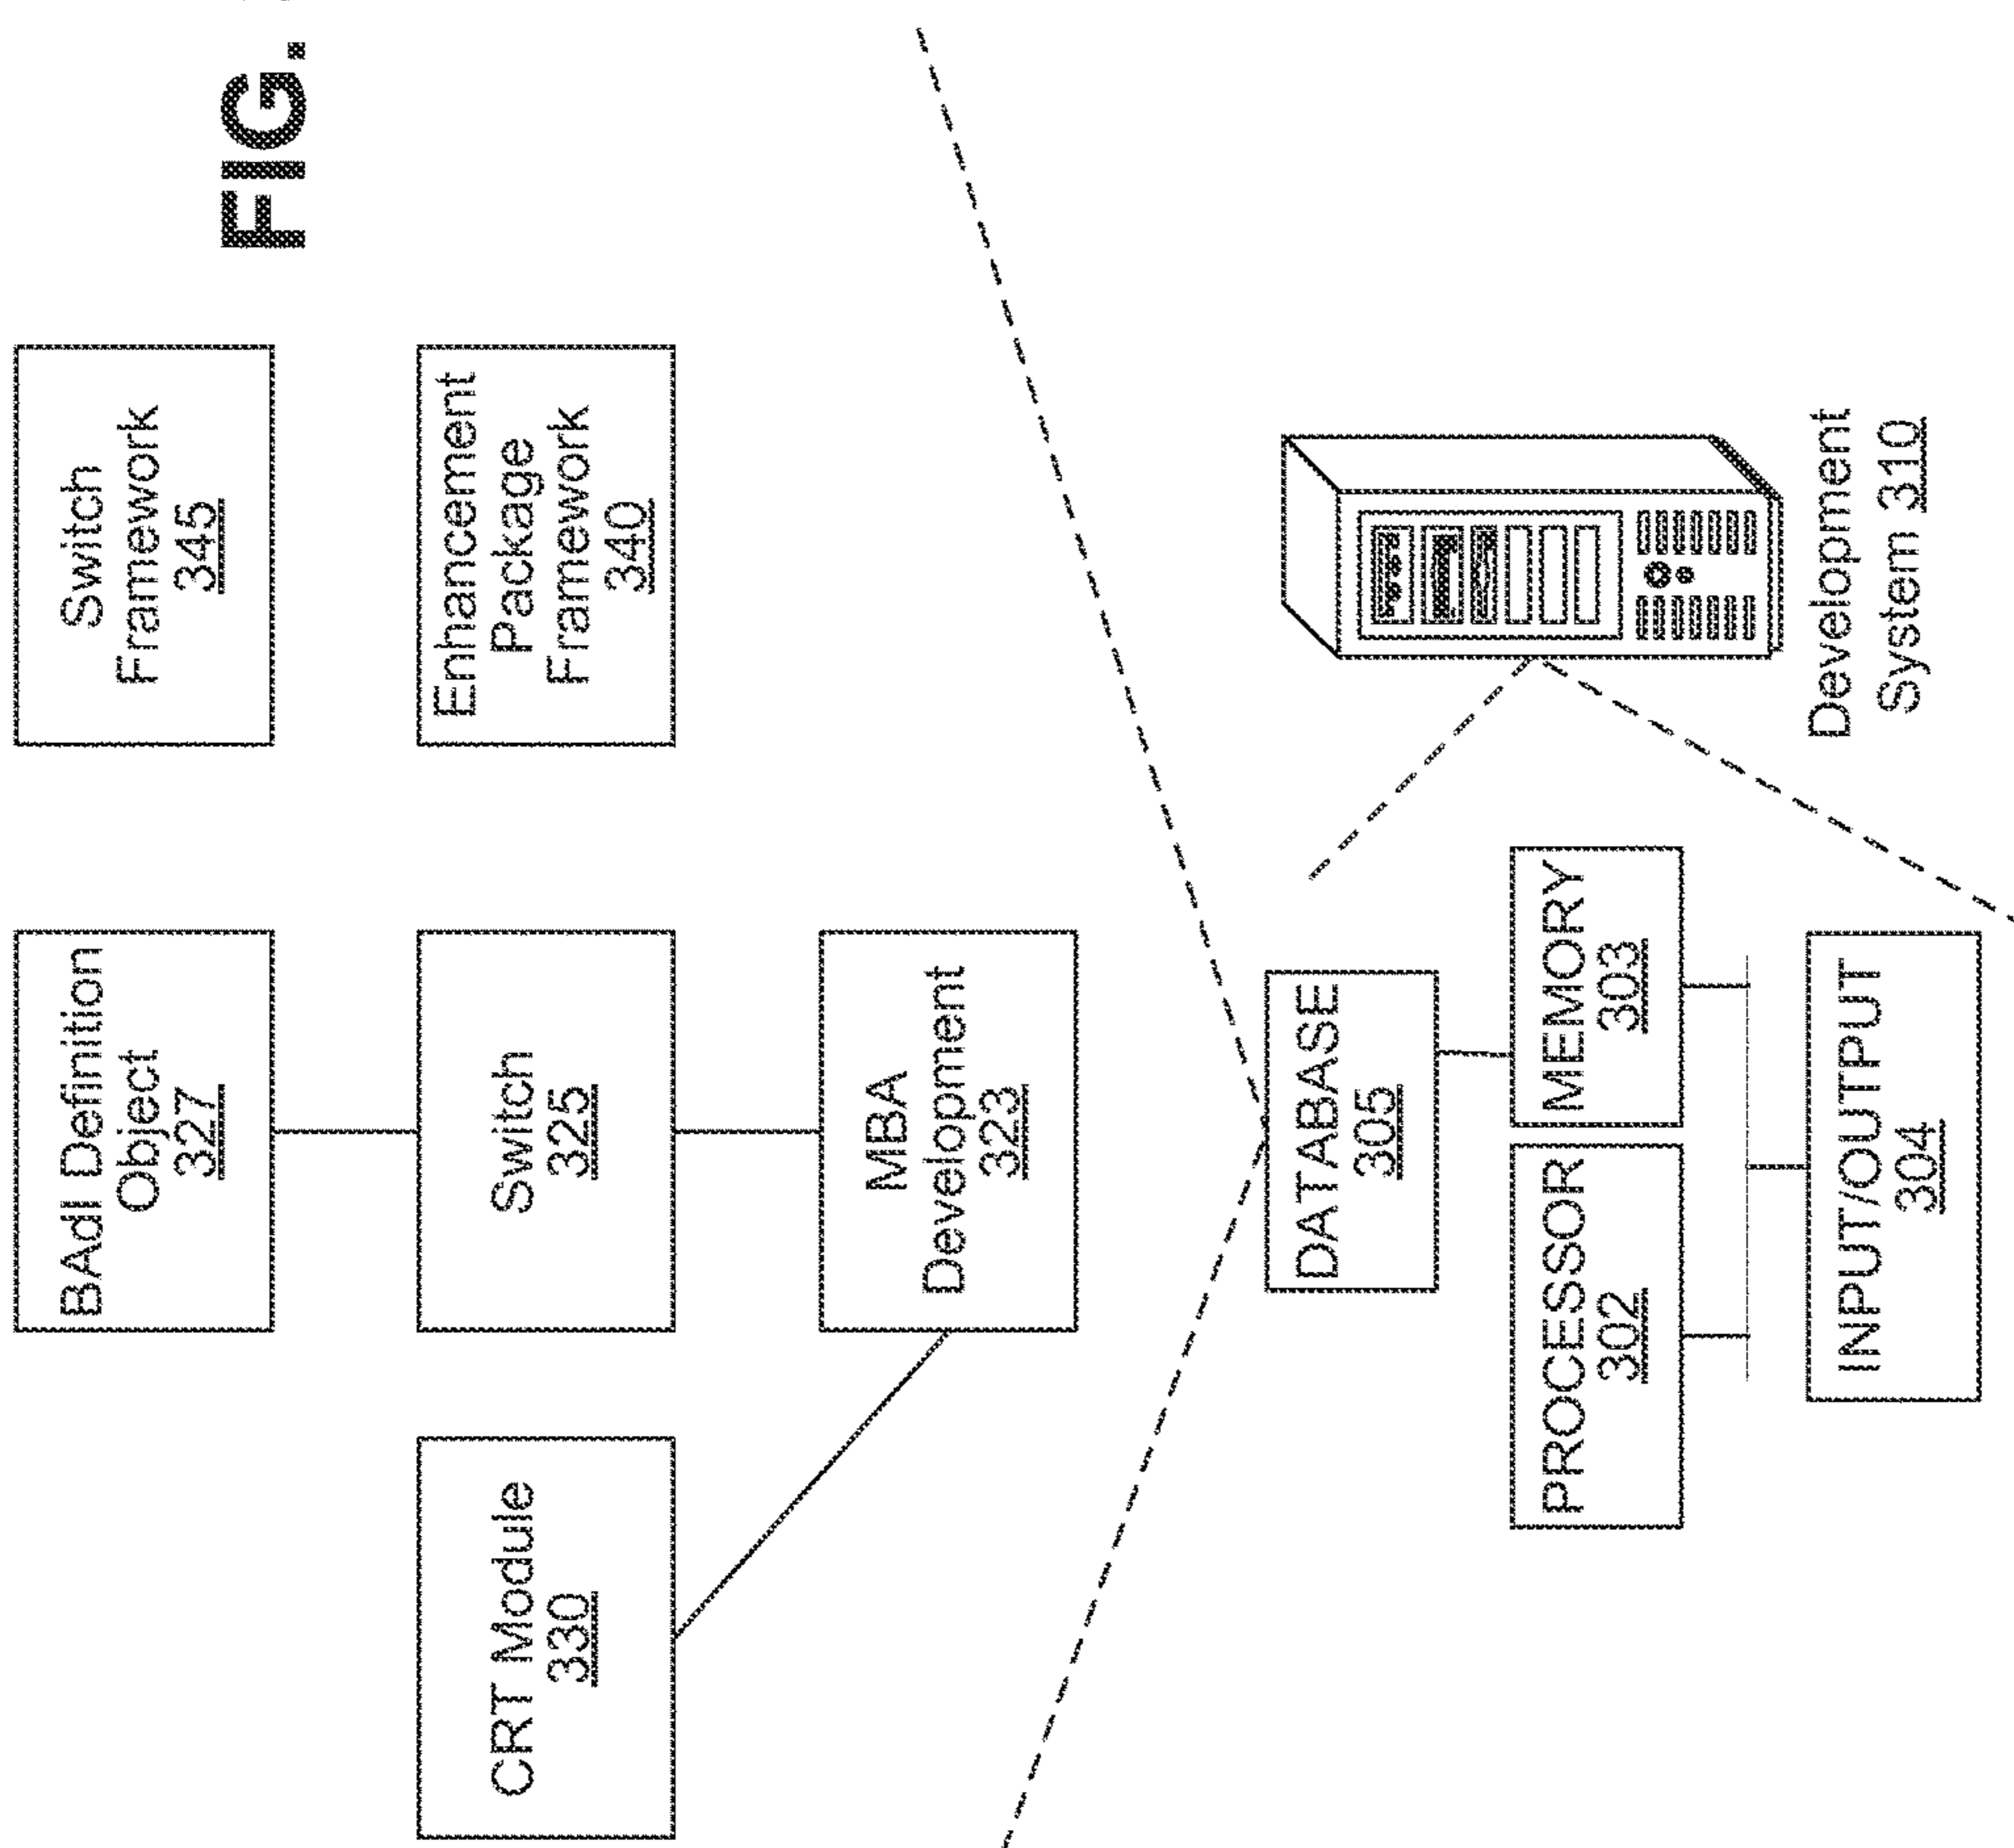 FIG.
BAdI Definition
Object
327
Switch
Framework
345
CRT Module
330
Switch
325
Enhancement
Package
Framework
340
MBA
Development
323
DATABASE
305
PROCESSOR
302
MEMORY
303
INPUT/OUTPUT
304
Development
System 310